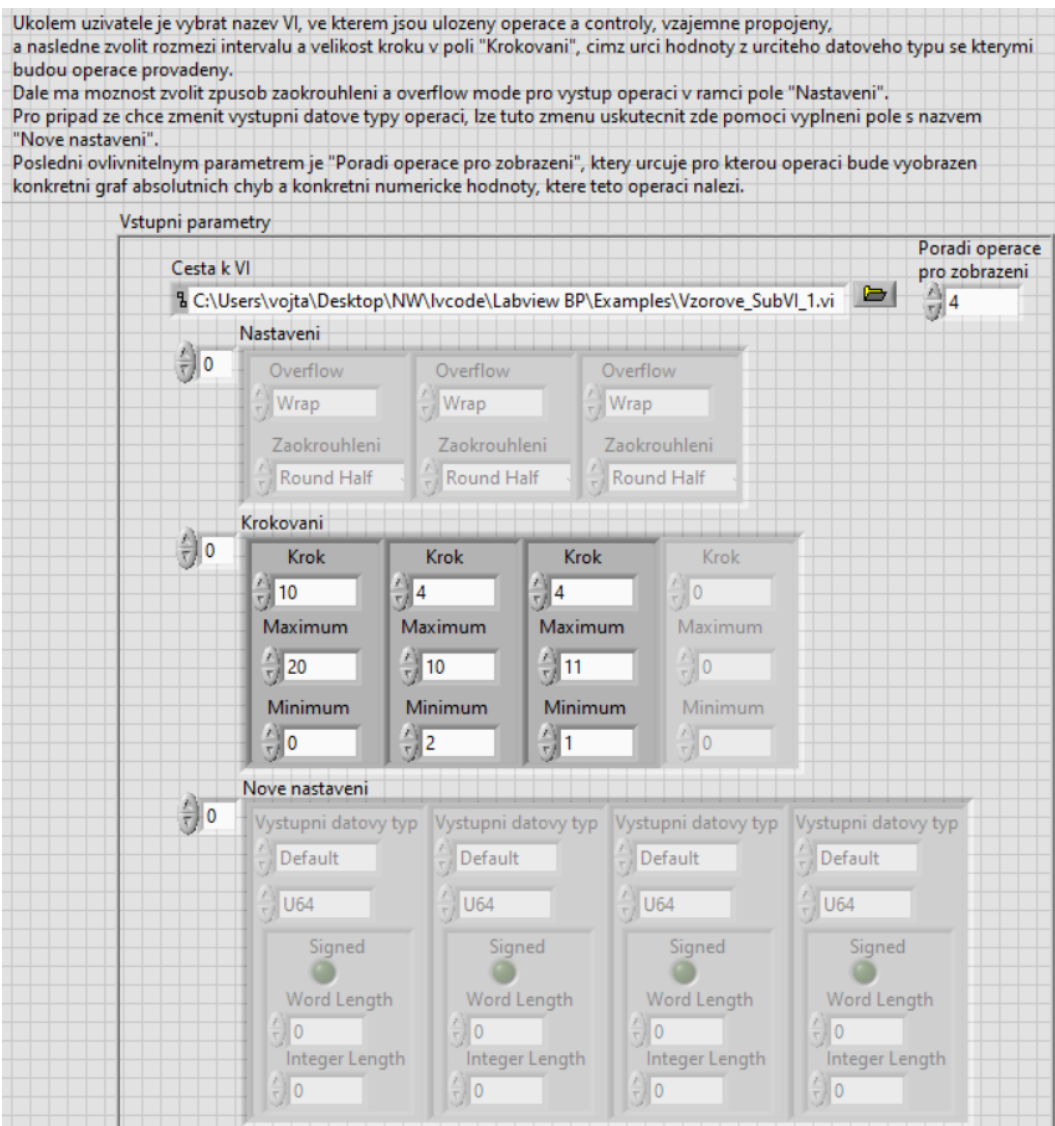 Ukolem uzivatele je vybrat nazev VI, ve kterem jsou ulozeny operace a controly, vzajemne propojeny,
a nasledne zvolit rozmezi intervalu a velikost kroku v poli "Krokovani", cimz urci hodnoty z urciteho datoveho typu se kterymi
budou operace provadeny.
Dale ma moznost zvolit zpusob zaokrouhleni a overflow mode pro vystup operaci v ramci pole "Nastaveni".
Pro pripad ze chce zmenit vystupni datove typy operaci, lze tuto zmenu uskutecnit zde pomoci vyplneni pole s nazvem
"Nove nastaveni".
Posledni ovlivnitelnym parametrem je "Poradi operace pro zobrazeni", ktery urcuje pro kterou operaci bude vyobrazen
konkretni graf absolutnich chyb a konkretni numericke hodnoty, ktere teto operaci nalezi.
Vstupni parametry
Poradi operace
pro zobrazeni
Cesta k VI
C:\Users\vojta\Desktop\NW\lvcode\Labview BP\Examples\Vzorove_SubVI_1.vi
4
Nastaveni
0
Overflow Overflow Overflow
Wrap Wrap Wrap
Zaokrouhleni Zaokrouhleni Zaokrouhleni
Round Half Round Half Round Half
Krokovani
0
Krok Krok Krok Krok
10 4 4 0
Maximum Maximum Maximum Maximum
20 10 11 0
Minimum Minimum Minimum Minimum
0 2 1 0
Nove nastaveni
0
Vystupni datovy typ Vystupni datovy typ Vystupni datovy typ Vystupni datovy typ
Default Default Default Default
U64 U64 U64 U64
Signed Signed Signed Signed
Word Length Word Length Word Length Word Length
0 0 0 0
Integer Length Integer Length Integer Length Integer Length
0 0 0 0